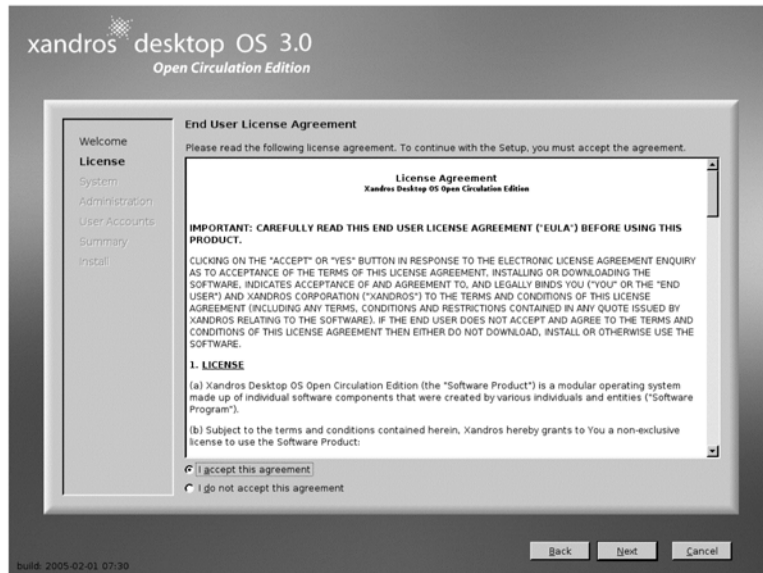 xandros desktop OS 3.0
Open Circulation Edition
Welcome
License
System
Administration
User Accounts
Summary
Install
End User License Agreement
Please read the following license agreement. To continue with the Setup, you must accept the agreement.
License Agreement
Xandros Desktop OS Open Circulation Edition
IMPORTANT: CAREFULLY READ THIS END USER LICENSE AGREEMENT ("EULA") BEFORE USING THIS
PRODUCT.
CLICKING ON THE "ACCEPT" OR "YES" BUTTON IN RESPONSE TO THE ELECTRONIC LICENSE AGREEMENT ENQUIRY
AS TO ACCEPTANCE OF THE TERMS OF THIS LICENSE AGREEMENT, INSTALLING OR DOWNLOADING THE
SOFTWARE, INDICATES ACCEPTANCE OF AND AGREEMENT TO, AND LEGALLY BINDS YOU ("YOU" OR THE "END
USER") AND XANDROS CORPORATION ("XANDROS") TO THE TERMS AND CONDITIONS OF THIS LICENSE
AGREEMENT (INCLUDING ANY TERMS, CONDITIONS AND RESTRICTIONS CONTAINED IN ANY QUOTE ISSUED BY
XANDROS RELATING TO THE SOFTWARE). IF THE END USER DOES NOT ACCEPT AND AGREE TO THE TERMS AND
CONDITIONS OF THIS LICENSE AGREEMENT THEN EITHER DO NOT DOWNLOAD, INSTALL OR OTHERWISE USE THE
SOFTWARE.
1. LICENSE
(a) Xandros Desktop OS Open Circulation Edition (the "Software Product") is a modular operating system
made up of individual software components that were created by various individuals and entities ("Software
Program").
(b) Subject to the terms and conditions contained herein, Xandros hereby grants to You a non-exclusive
license to use the Software Product:
I accept this agreement
I do not accept this agreement
Back
Next
Cancel
build: 2005-02-01 07:30